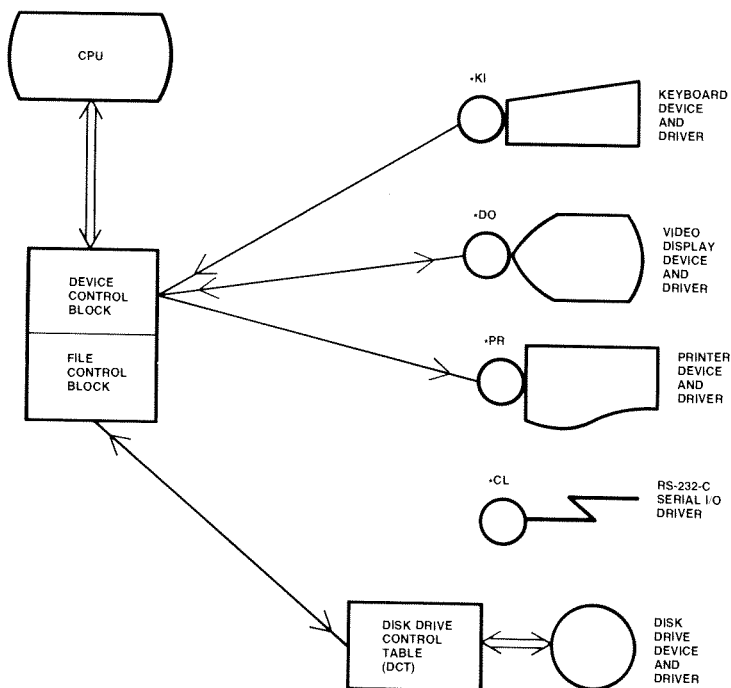 CPU
*KI
KEYBOARD
DEVICE
AND
DRIVER
*DO
VIDEO
DISPLAY
DEVICE
AND
DRIVER
DEVICE
CONTROL
BLOCK
FILE
CONTROL
BLOCK
*PR
PRINTER
DEVICE
AND
DRIVER
*CL
RS-232-C
SERIAL I/O
DRIVER
DISK DRIVE
CONTROL
TABLE
(DCT)
DISK
DRIVE
DEVICE
AND
DRIVER